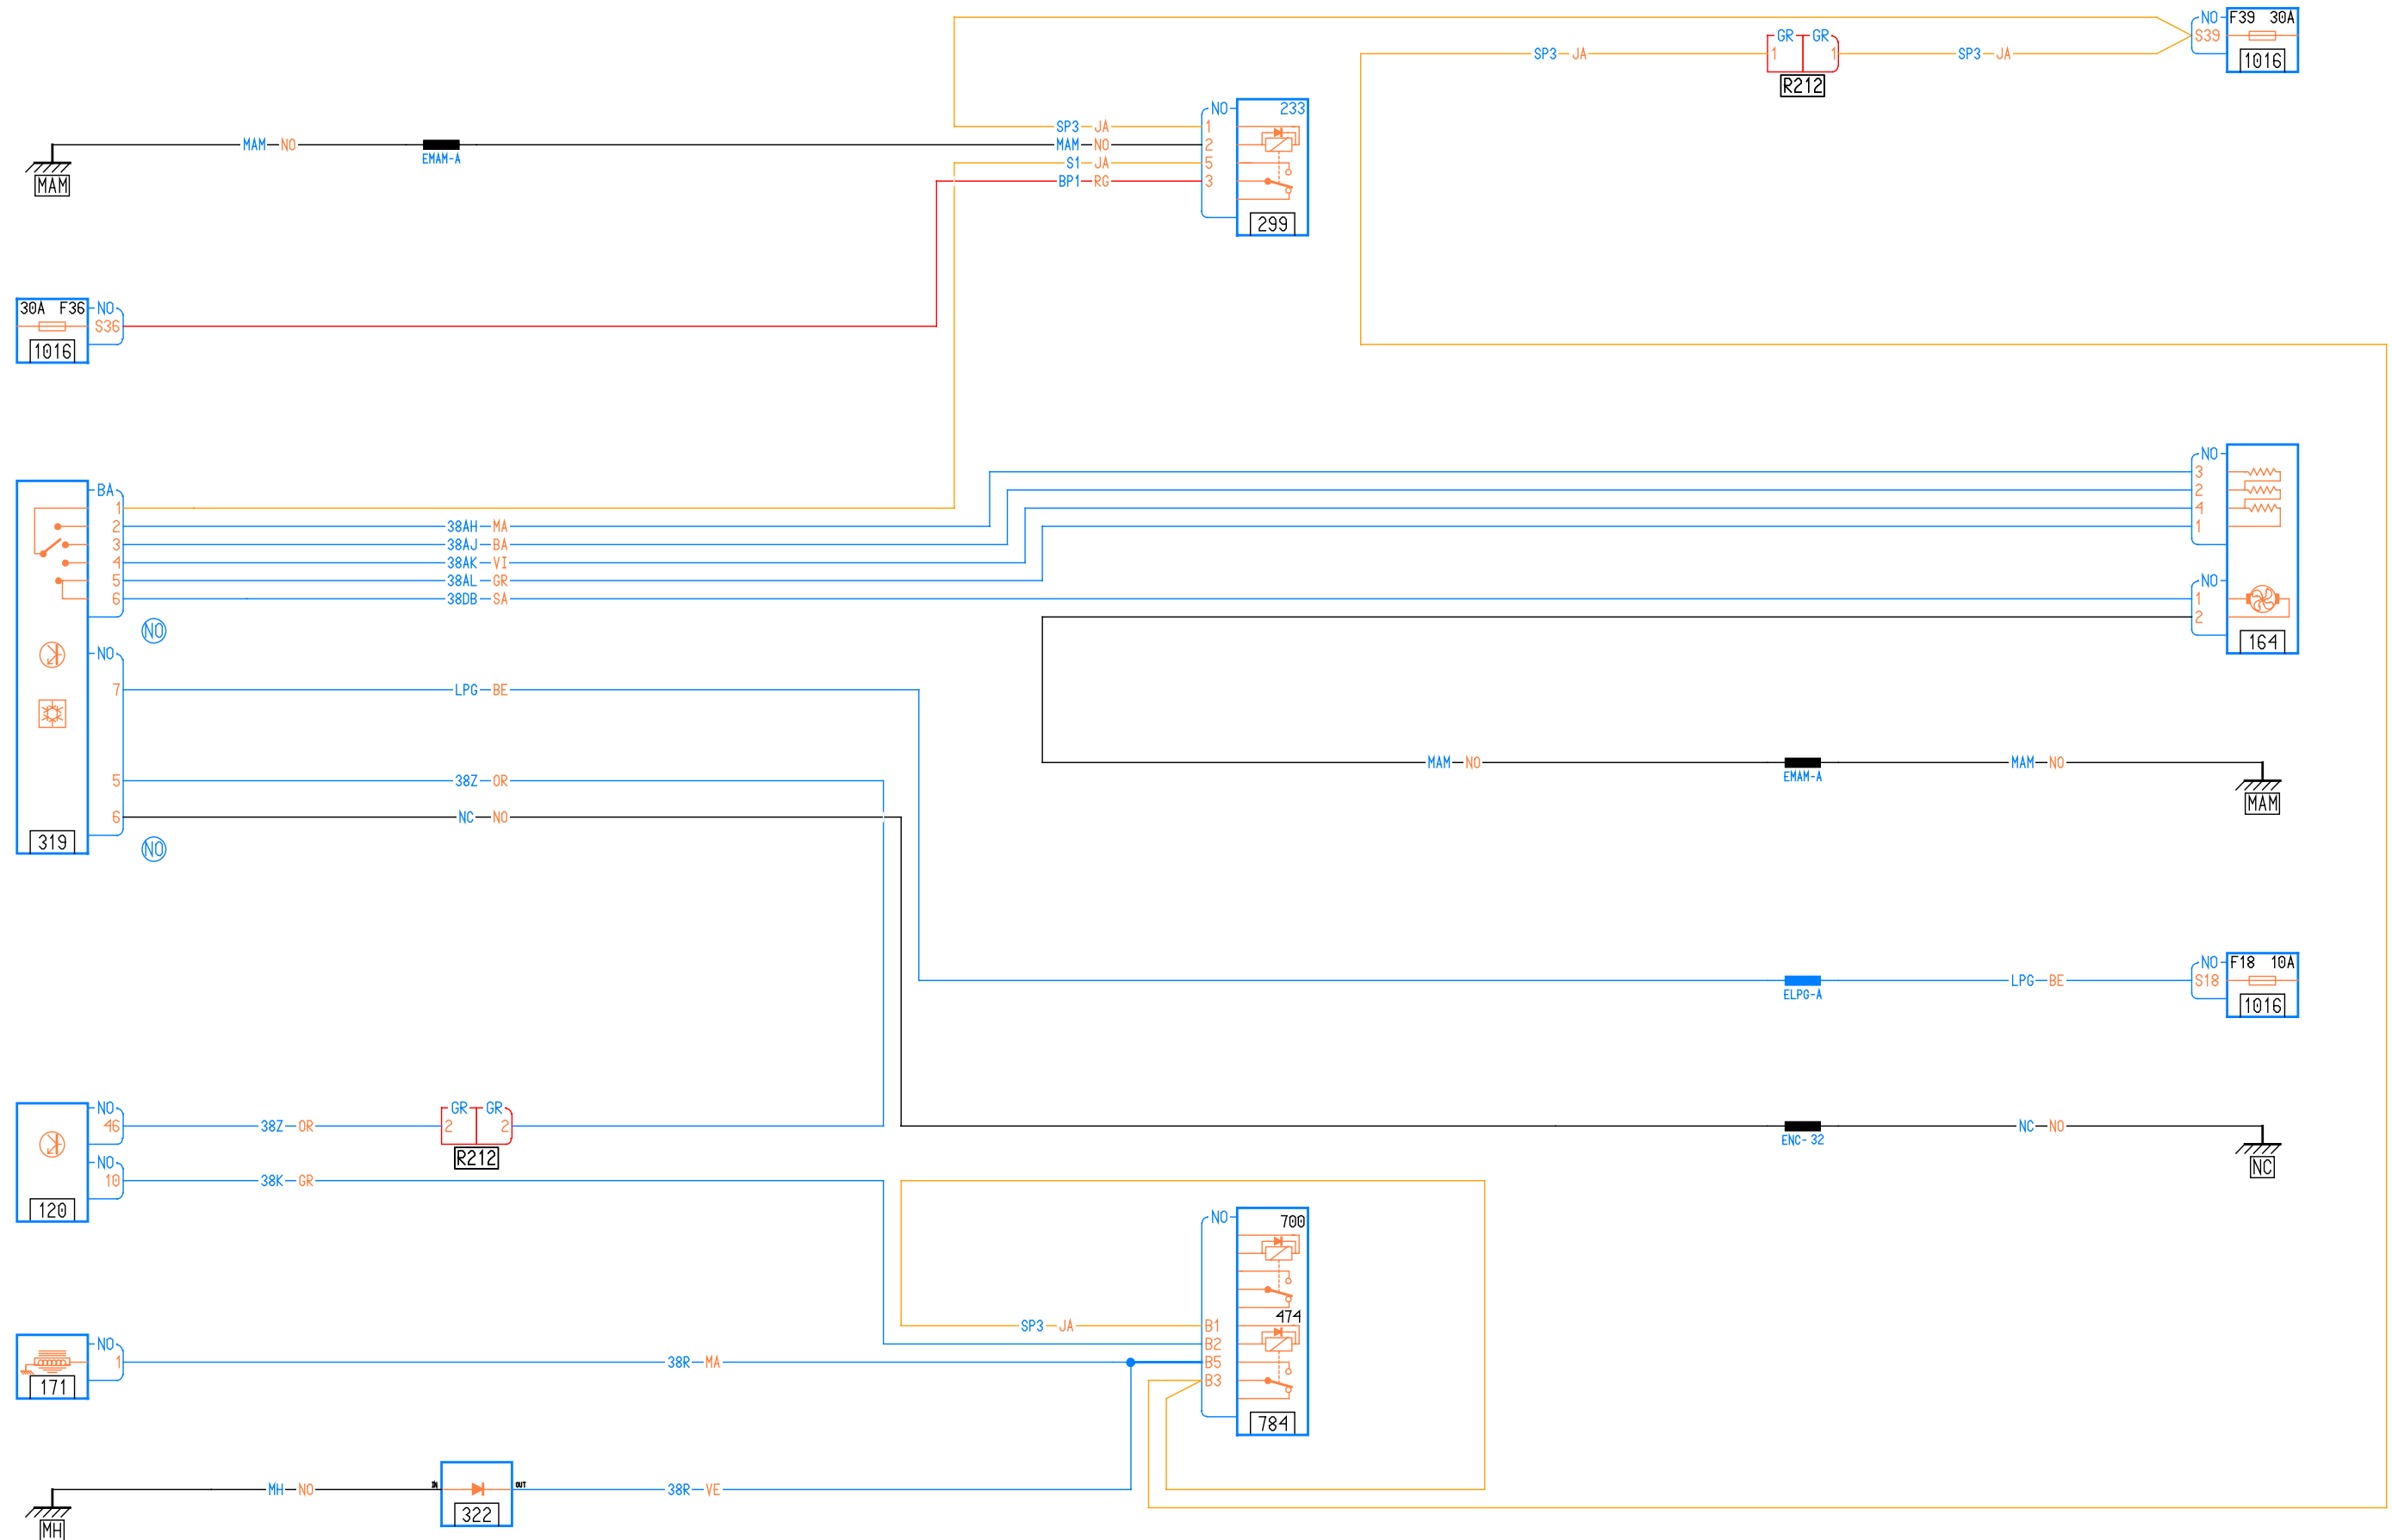 NO F39 30A
S39
1016
GR GR
SP3 JA 1 1 SP3 JA
R212
NO 233
SP3 JA 1
MAM NO MAM NO 2
EMAM-A
S1 JA 5
BP1 RG 3
MAM
299
30A F36 NO
S36
1016
NO
3
2
4
1
BA
1
2 38AH MA
3 38AJ BA
4 38AK VI
5 38AL GR
6 38DB SA
NO
NO
1
2
164
NO
7 LPG BE
5 38Z OR
6 NC NO
319
NO
MAM NO MAM NO
EMAM-A
MAM
NO F18 10A
LPG BE S18
ELPG-A
1016
NO GR GR
46 38Z OR 2 2
R212
NC NO
ENC-32
NC
NO
10 38K GR
120
NO 700
474
SP3 JA B1
B2
NO
1 38R MA B5
B3
171
784
MH NO IN OUT 38R VE
322
MH